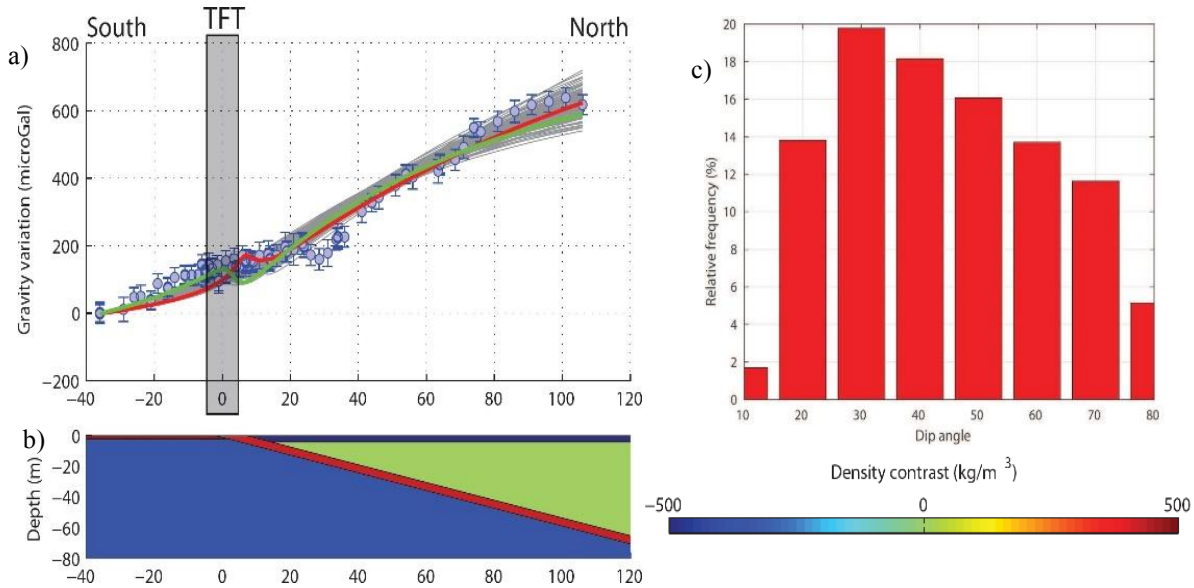 South TFT North
a)
800
600
400
200
0
−200
Gravity variation (microGal)
−40 −20 0 20 40 60 80 100 120
b)
0
−20
−40
−60
−80
Depth (m)
−40 −20 0 20 40 60 80 100 120
c)
20
18
16
14
12
10
8
6
4
2
0
Relative frequency (%)
10 20 30 40 50 60 70 80
Dip angle
Density contrast (kg/m 3)
−500 0 500